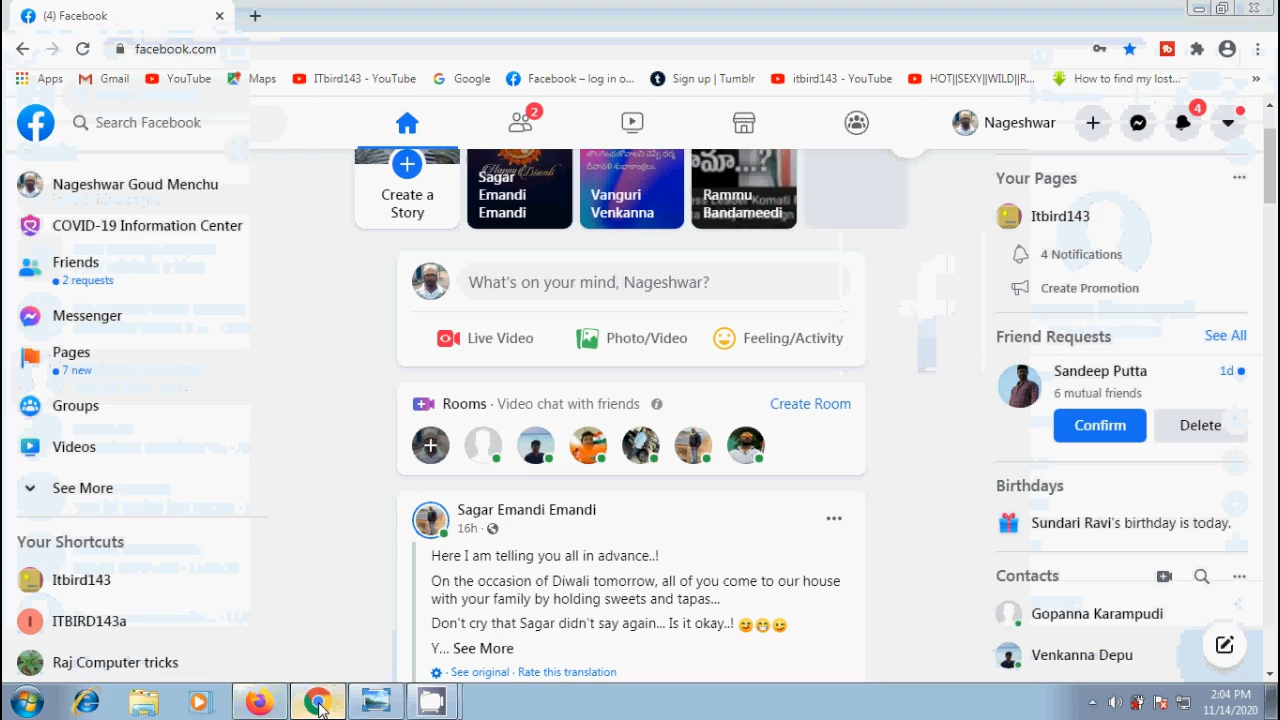 (4) Facebook
facebook.com
Apps
Gmail
YouTube
Maps
ITbird143 - YouTube
Google
Facebook – log in o...
Sign up | Tumblr
itbird143 - YouTube
HOT||SEXY||WILD||R...
How to find my lost...
Search Facebook
2
Nageshwar
4
Nageshwar Goud Menchu
COVID-19 Information Center
Friends
2 requests
Messenger
Pages
7 new
Groups
Videos
See More
Your Shortcuts
Itbird143
ITBIRD143a
Raj Computer tricks
Create a
Story
Happy Diwali
Sagar
Emandi
Emandi
Vanguri
Venkanna
Rammu
Bandameedi
What's on your mind, Nageshwar?
Live Video
Photo/Video
Feeling/Activity
Rooms · Video chat with friends
Create Room
Sagar Emandi Emandi
16h ·
Here I am telling you all in advance..!
On the occasion of Diwali tomorrow, all of you come to our house
with your family by holding sweets and tapas...
Don't cry that Sagar didn't say again... Is it okay..!
Y... See More
· See original · Rate this translation
Your Pages
Itbird143
4 Notifications
Create Promotion
Friend Requests
See All
Sandeep Putta
1d
6 mutual friends
Confirm
Delete
Birthdays
Sundari Ravi's birthday is today.
Contacts
Gopanna Karampudi
Venkanna Depu
2:04 PM
11/14/2020